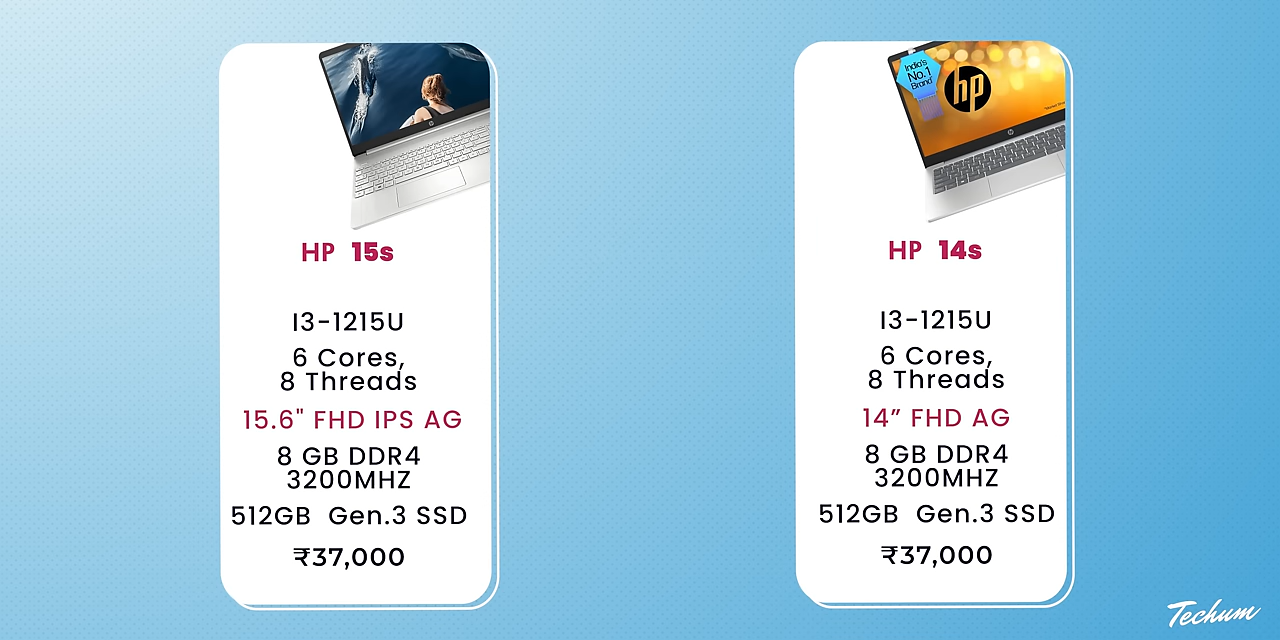 HP 15s
I3-1215U
6 Cores,
8 Threads
15.6" FHD IPS AG
8 GB DDR4
3200MHZ
512GB Gen.3 SSD
₹37,000
India's
No.1
Brand*
hp
HP 14s
I3-1215U
6 Cores,
8 Threads
14” FHD AG
8 GB DDR4
3200MHZ
512GB Gen.3 SSD
₹37,000
Techum